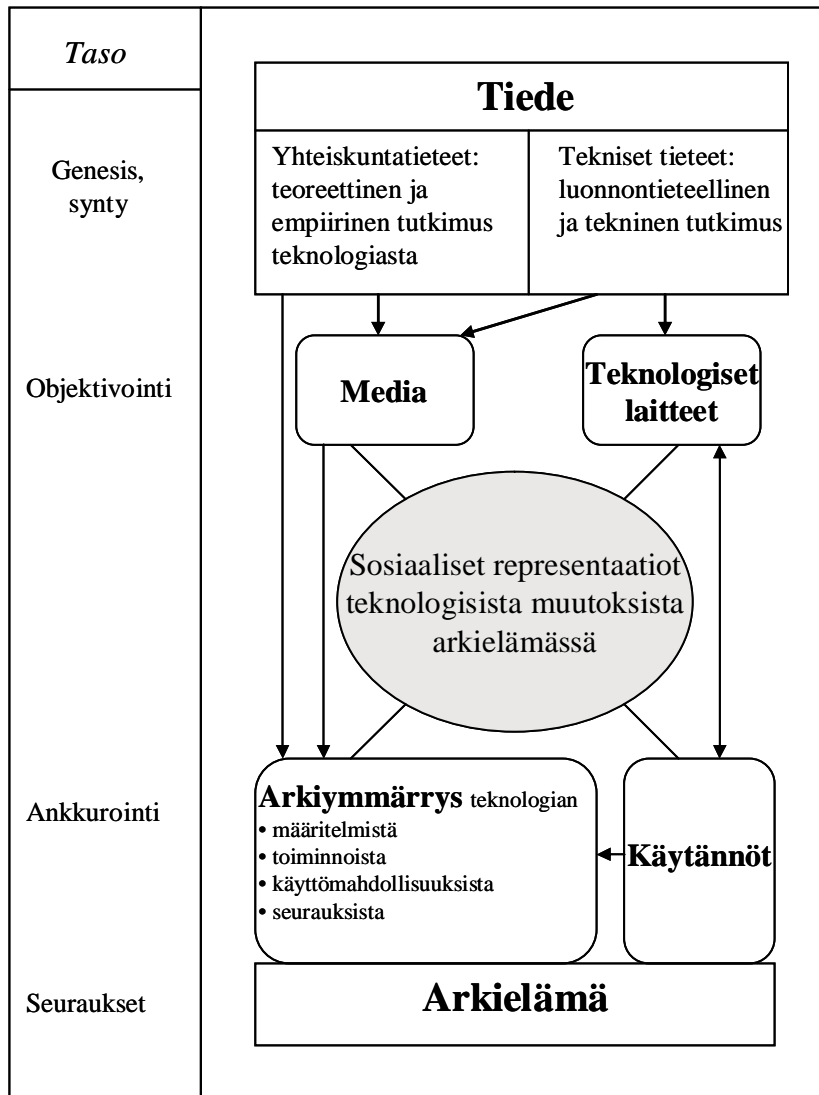 Taso
Tiede
Genesis,
synty
Yhteiskuntatieteet:
teoreettinen ja
empiirinen tutkimus
teknologiasta
Tekniset tieteet:
luonnontieteellinen
ja tekninen tutkimus
Objektivointi
Media
Teknologiset
laitteet
Sosiaaliset representaatiot
teknologisista muutoksista
arkielämässä
Ankkurointi
Arkiymmärrys teknologian
• määritelmistä
• toiminnoista
• käyttömahdollisuuksista
• seurauksista
Käytännöt
Seuraukset
Arkielämä